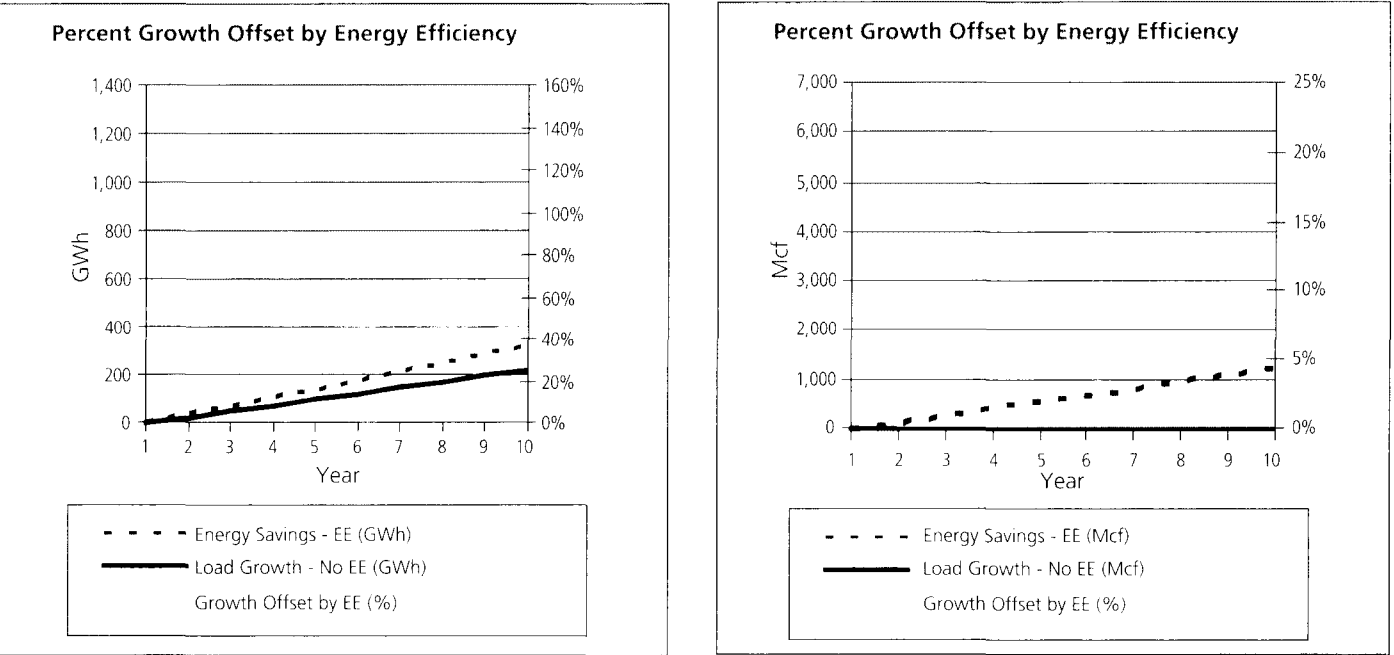 Percent Growth Offset by Energy Efficiency
1,400
1,200
1,000
800
600
400
200
0
GWh
160%
140%
120%
100%
80%
60%
40%
20%
0%
1 2 3 4 5 6 7 8 9 10
Year
Energy Savings - EE (GWh)
Load Growth - No EE (GWh)
Growth Offset by EE (%)
Percent Growth Offset by Energy Efficiency
7,000
6,000
5,000
4,000
3,000
2,000
1,000
0
Mcf
25%
20%
15%
10%
5%
0%
1 2 3 4 5 6 7 8 9 10
Year
Energy Savings - EE (Mcf)
Load Growth - No EE (Mcf)
Growth Offset by EE (%)